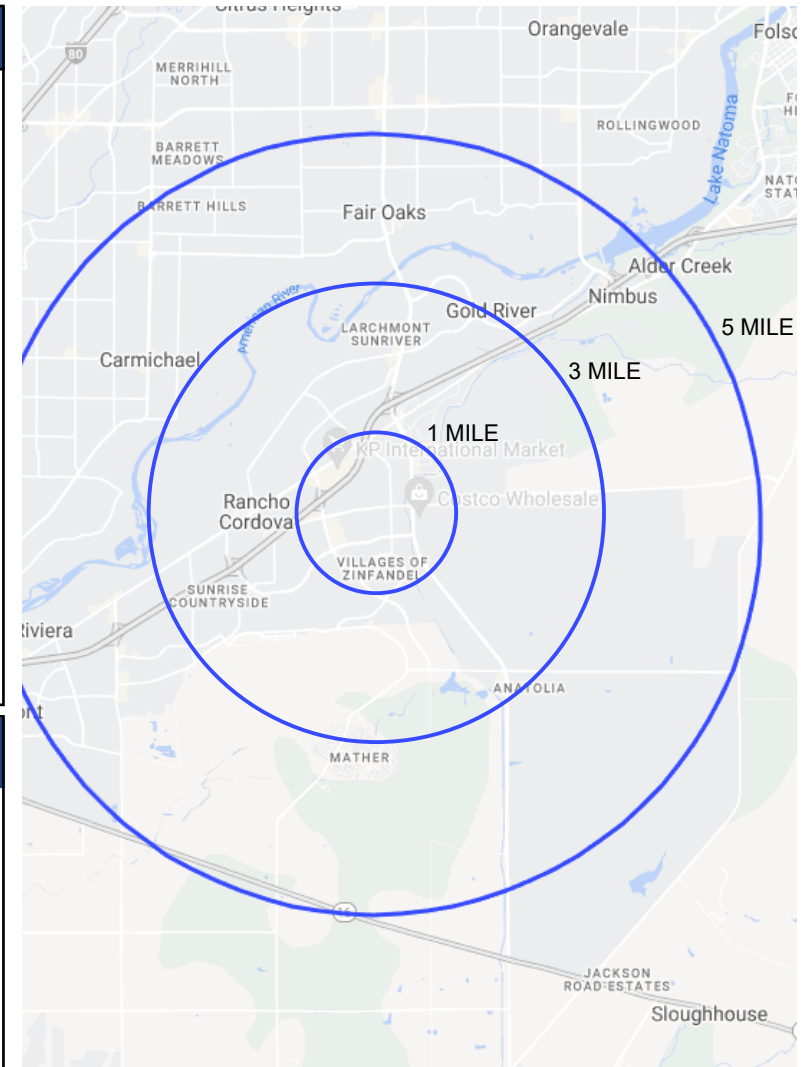 Citrus Heights
Orangevale
80
MERRIHILL
NORTH
ROLLINGWOOD
Lake Natoma
BARRETT
MEADOWS
BARRETT HILLS
Fair Oaks
Alder Creek
Nimbus
American River
Gold River
LARCHMONT
SUNRIVER
5 MILE
Carmichael
3 MILE
1 MILE
KP International Market
Costco Wholesale
Rancho
Cordova
VILLAGES OF
ZINFANDEL
SUNRISE
COUNTRYSIDE
Riviera
ANATOLIA
MATHER
16
JACKSON
ROAD ESTATES
Sloughhouse